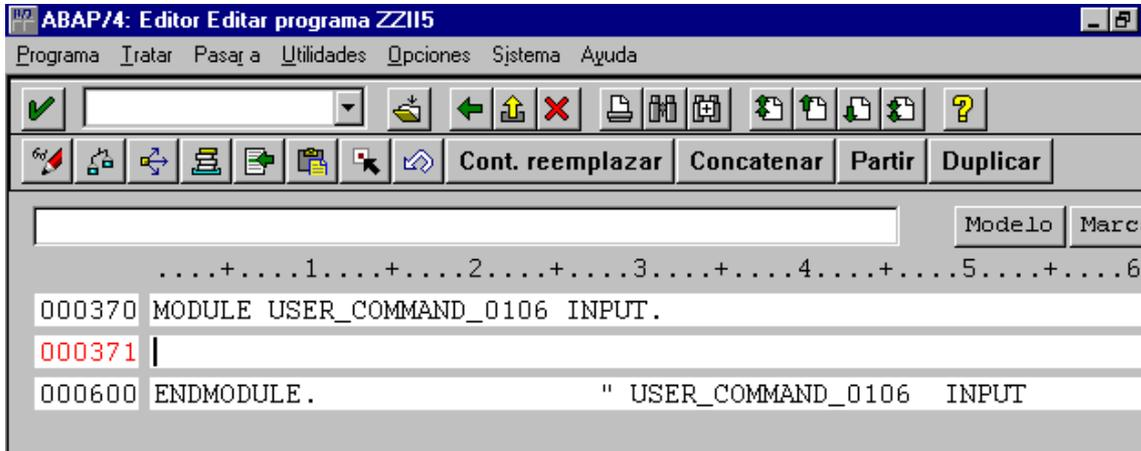 ABAP/4: Editor Editar programa ZZII5
Programa Tratar Pasar a Utilidades Opciones Sistema Ayuda
Cont. reemplazar Concatenar Partir Duplicar
Modelo Marc
....+....1....+....2....+....3....+....4....+....5....+....6
000370 MODULE USER_COMMAND_0106 INPUT.
000371
000600 ENDMODULE. " USER_COMMAND_0106 INPUT